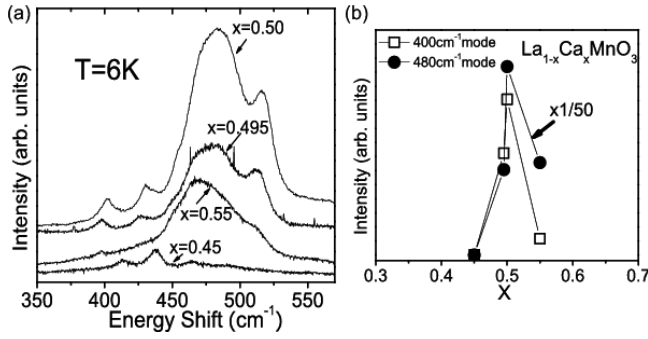 (a)
x=0.50
T=6K
x=0.495
x=0.55
x=0.45
Intensity (arb. units)
350 400 450 500 550
Energy Shift (cm⁻¹)
(b)
400cm⁻¹mode
480cm⁻¹mode
La₁₋ₓCaₓMnO₃
x1/50
Intensity (arb. units)
0.3 0.4 0.5 0.6 0.7
X